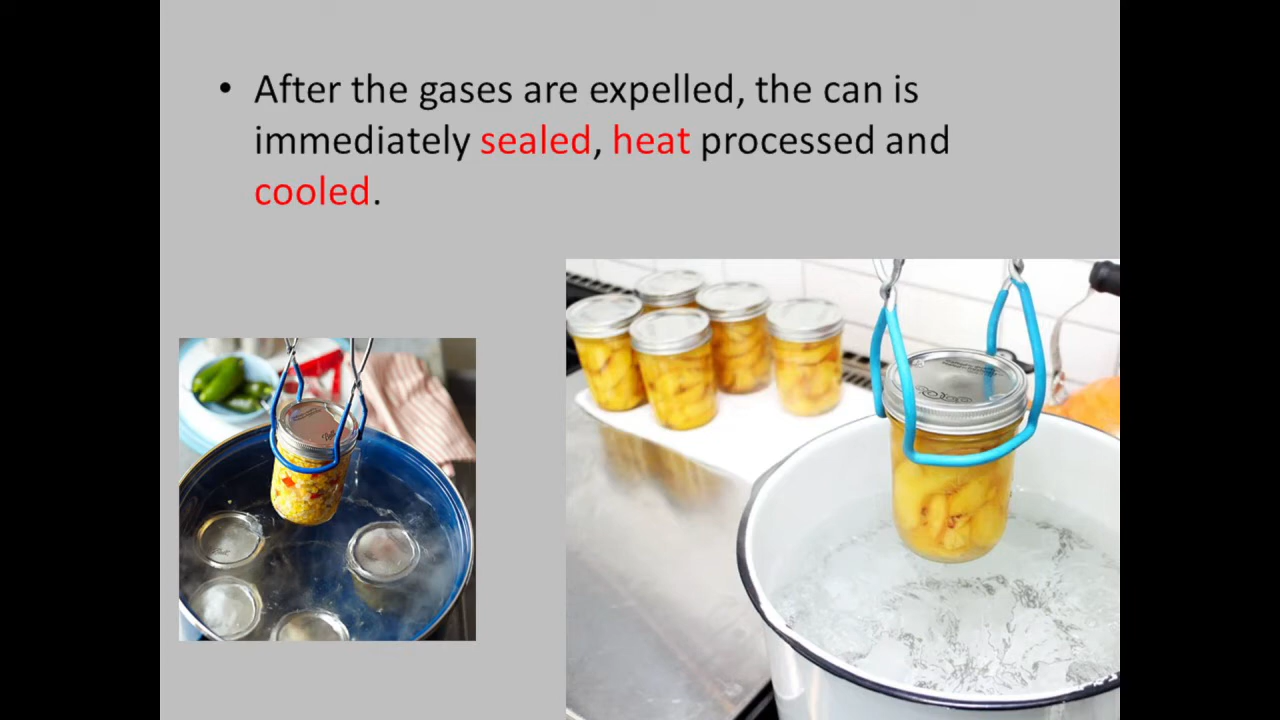 • After the gases are expelled, the can is
immediately sealed, heat processed and
cooled.